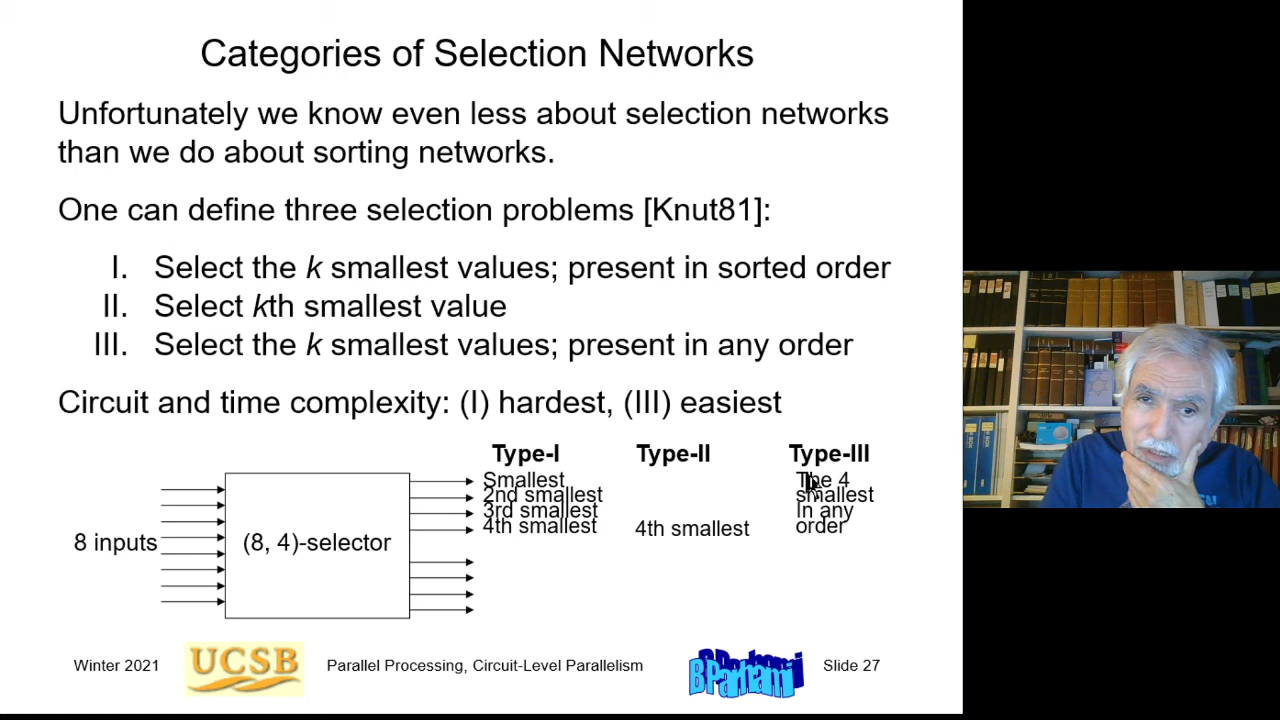 Categories of Selection Networks
Unfortunately we know even less about selection networks
than we do about sorting networks.
One can define three selection problems [Knut81]:
I. Select the k smallest values; present in sorted order
II. Select kth smallest value
III. Select the k smallest values; present in any order
Circuit and time complexity: (I) hardest, (III) easiest
Type-I Type-II Type-III
Smallest
2nd smallest
3rd smallest
4th smallest
4th smallest
The 4
smallest
In any
order
8 inputs
(8, 4)-selector
Winter 2021
UCSB
Parallel Processing, Circuit-Level Parallelism
B Parhami
Slide 27